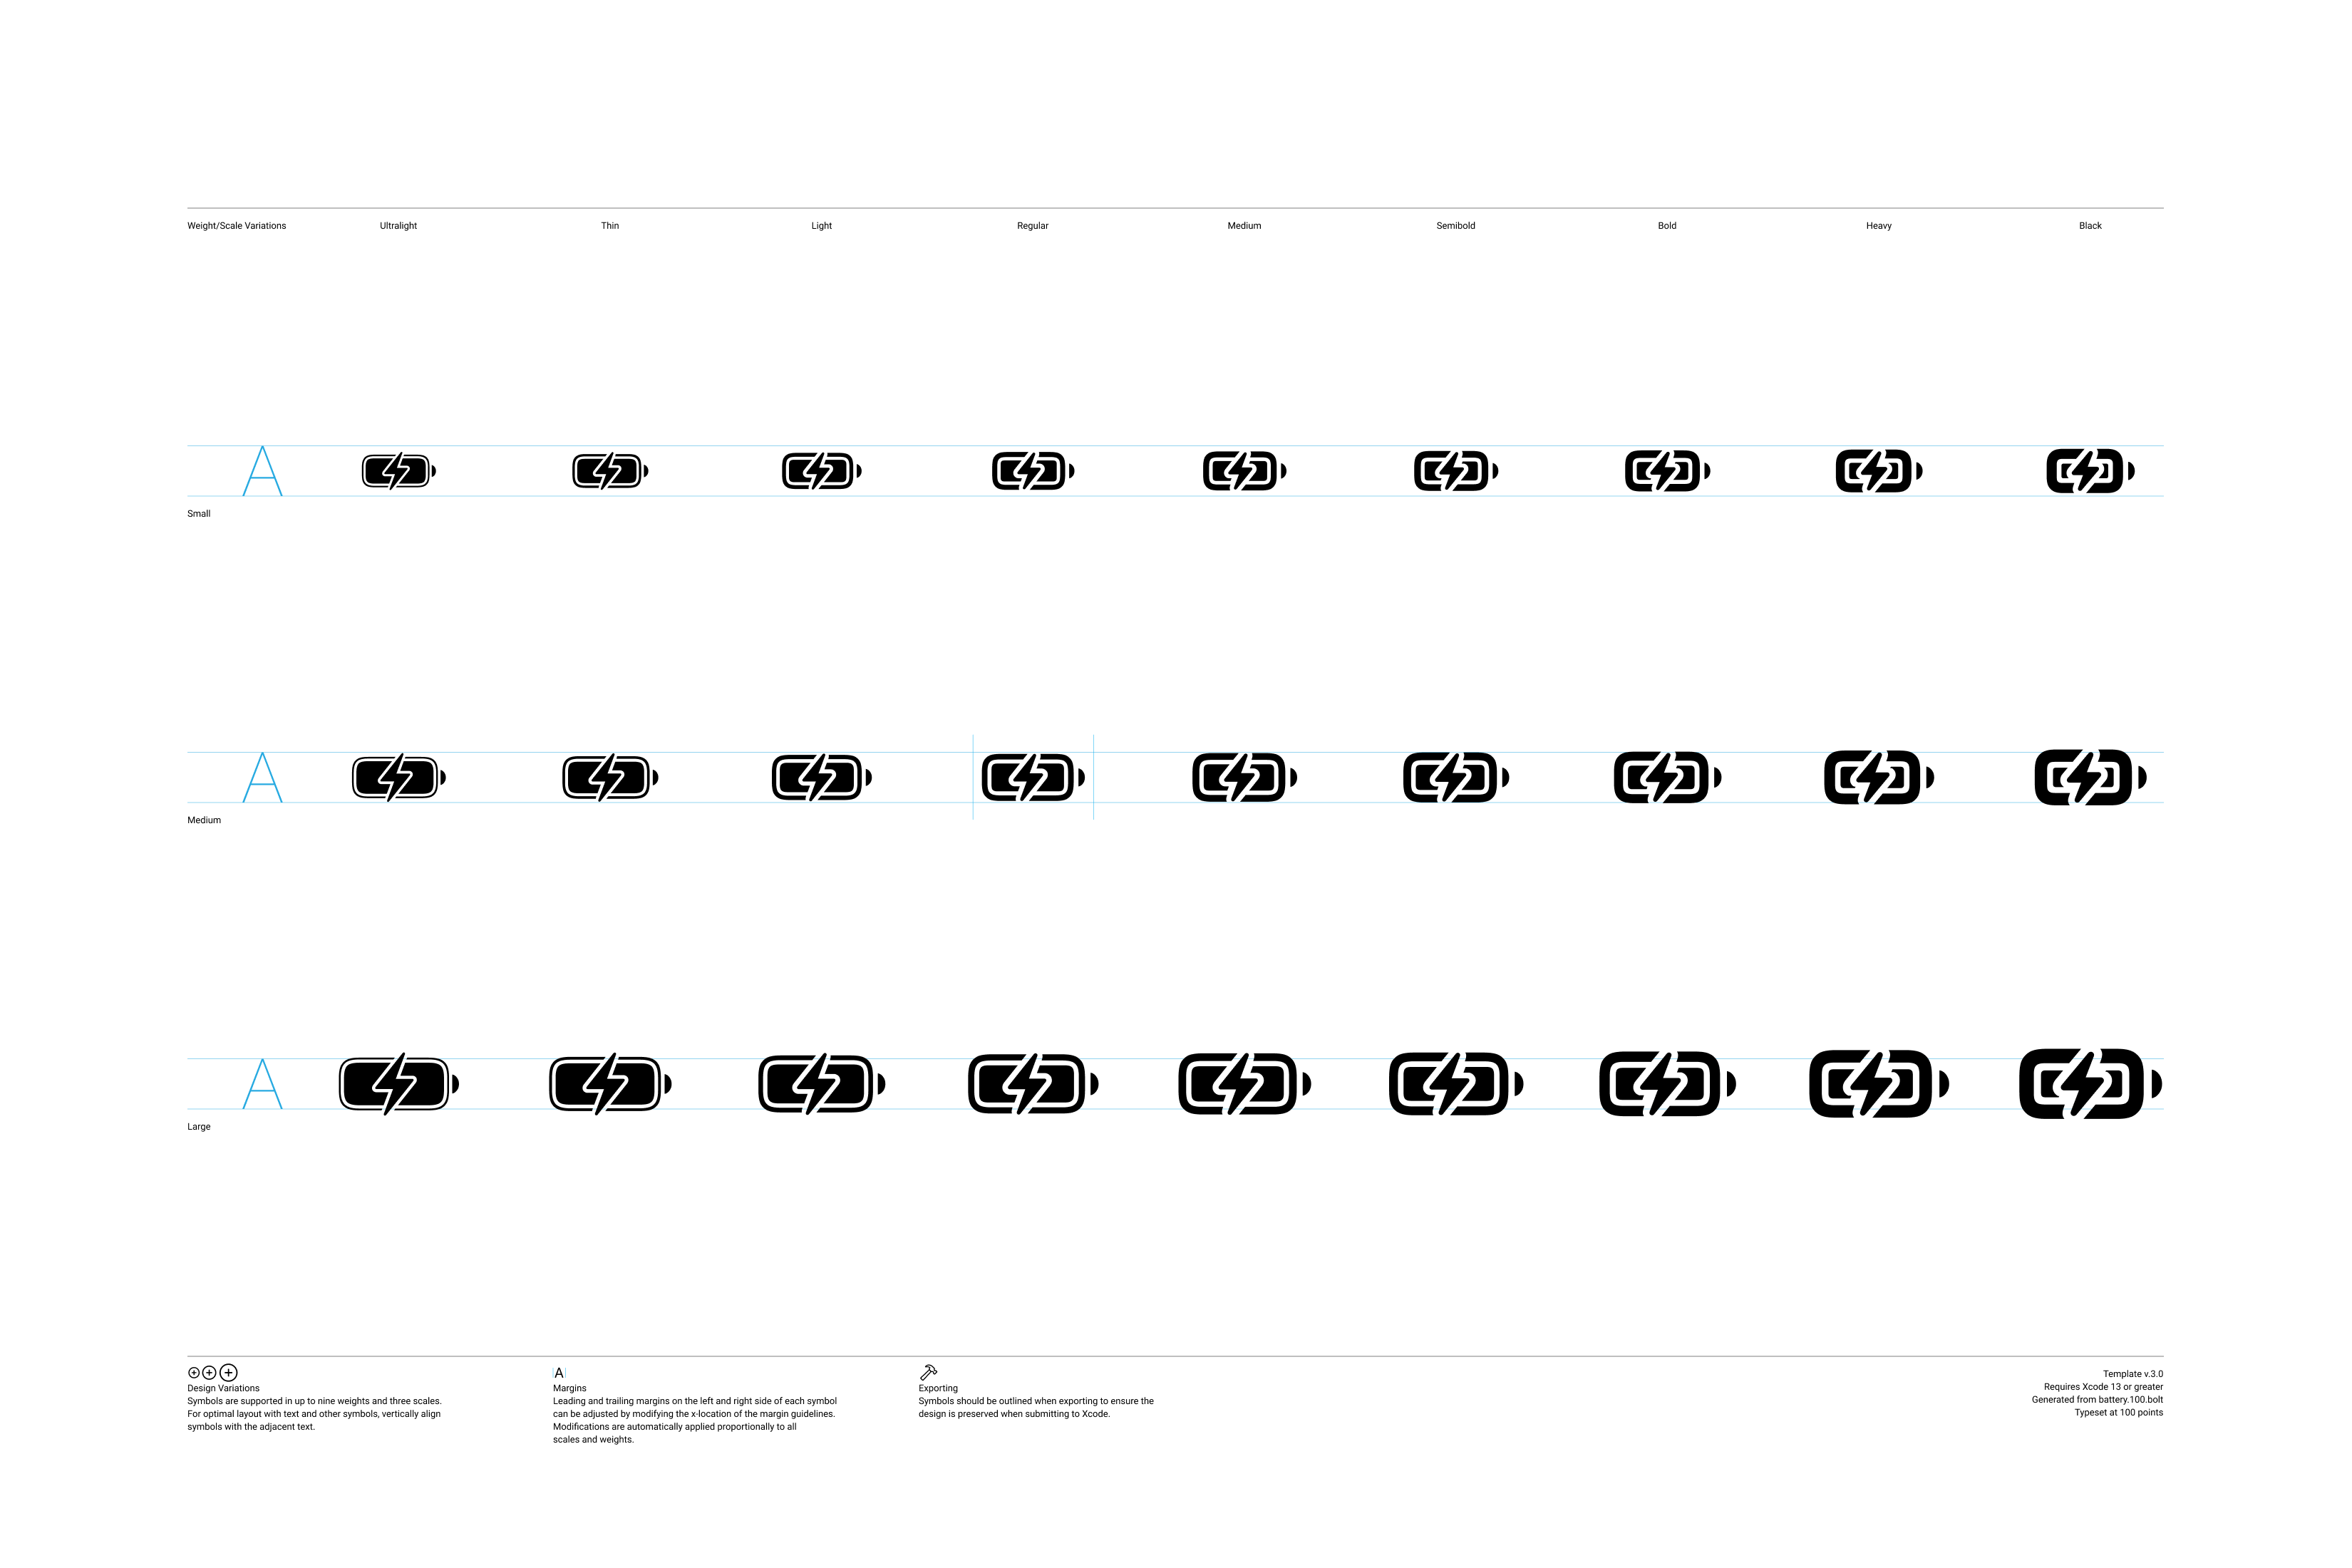 Weight/Scale Variations Ultralight Thin Light Regular Medium Semibold Bold Heavy Black
A
Small
A
Medium
A
Large
Design Variations
Symbols are supported in up to nine weights and three scales.
For optimal layout with text and other symbols, vertically align
symbols with the adjacent text.
A
Margins
Leading and trailing margins on the left and right side of each symbol
can be adjusted by modifying the x-location of the margin guidelines.
Modifications are automatically applied proportionally to all
scales and weights.
Exporting
Symbols should be outlined when exporting to ensure the
design is preserved when submitting to Xcode.
Template v.3.0
Requires Xcode 13 or greater
Generated from battery.100.bolt
Typeset at 100 points